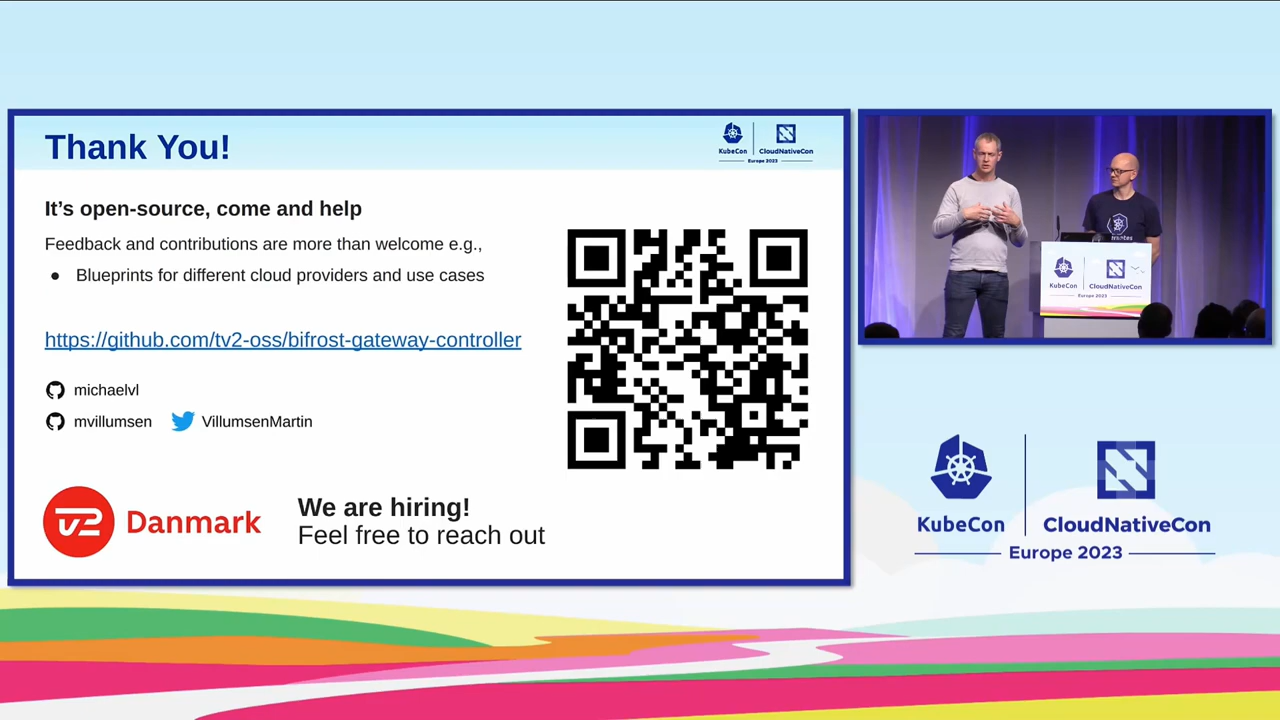 Thank You!
KubeCon
CloudNativeCon
Europe 2023
It's open-source, come and help
Feedback and contributions are more than welcome e.g.,
● Blueprints for different cloud providers and use cases
https://github.com/tv2-oss/bifrost-gateway-controller
michaelvl
mvillumsen VillumsenMartin
tv2 Danmark
We are hiring!
Feel free to reach out
KubeCon
CloudNativeCon
Europe 2023
KubeCon
CloudNativeCon
Europe 2023